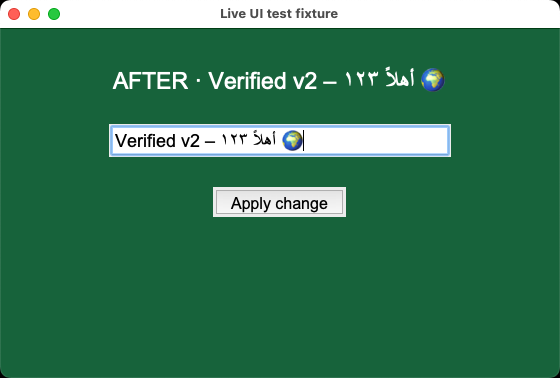 Live UI test fixture
AFTER · Verified v2 – أهلاً ١٢٣ 🌍
Verified v2 – أهلاً ١٢٣ 🌍
Apply change